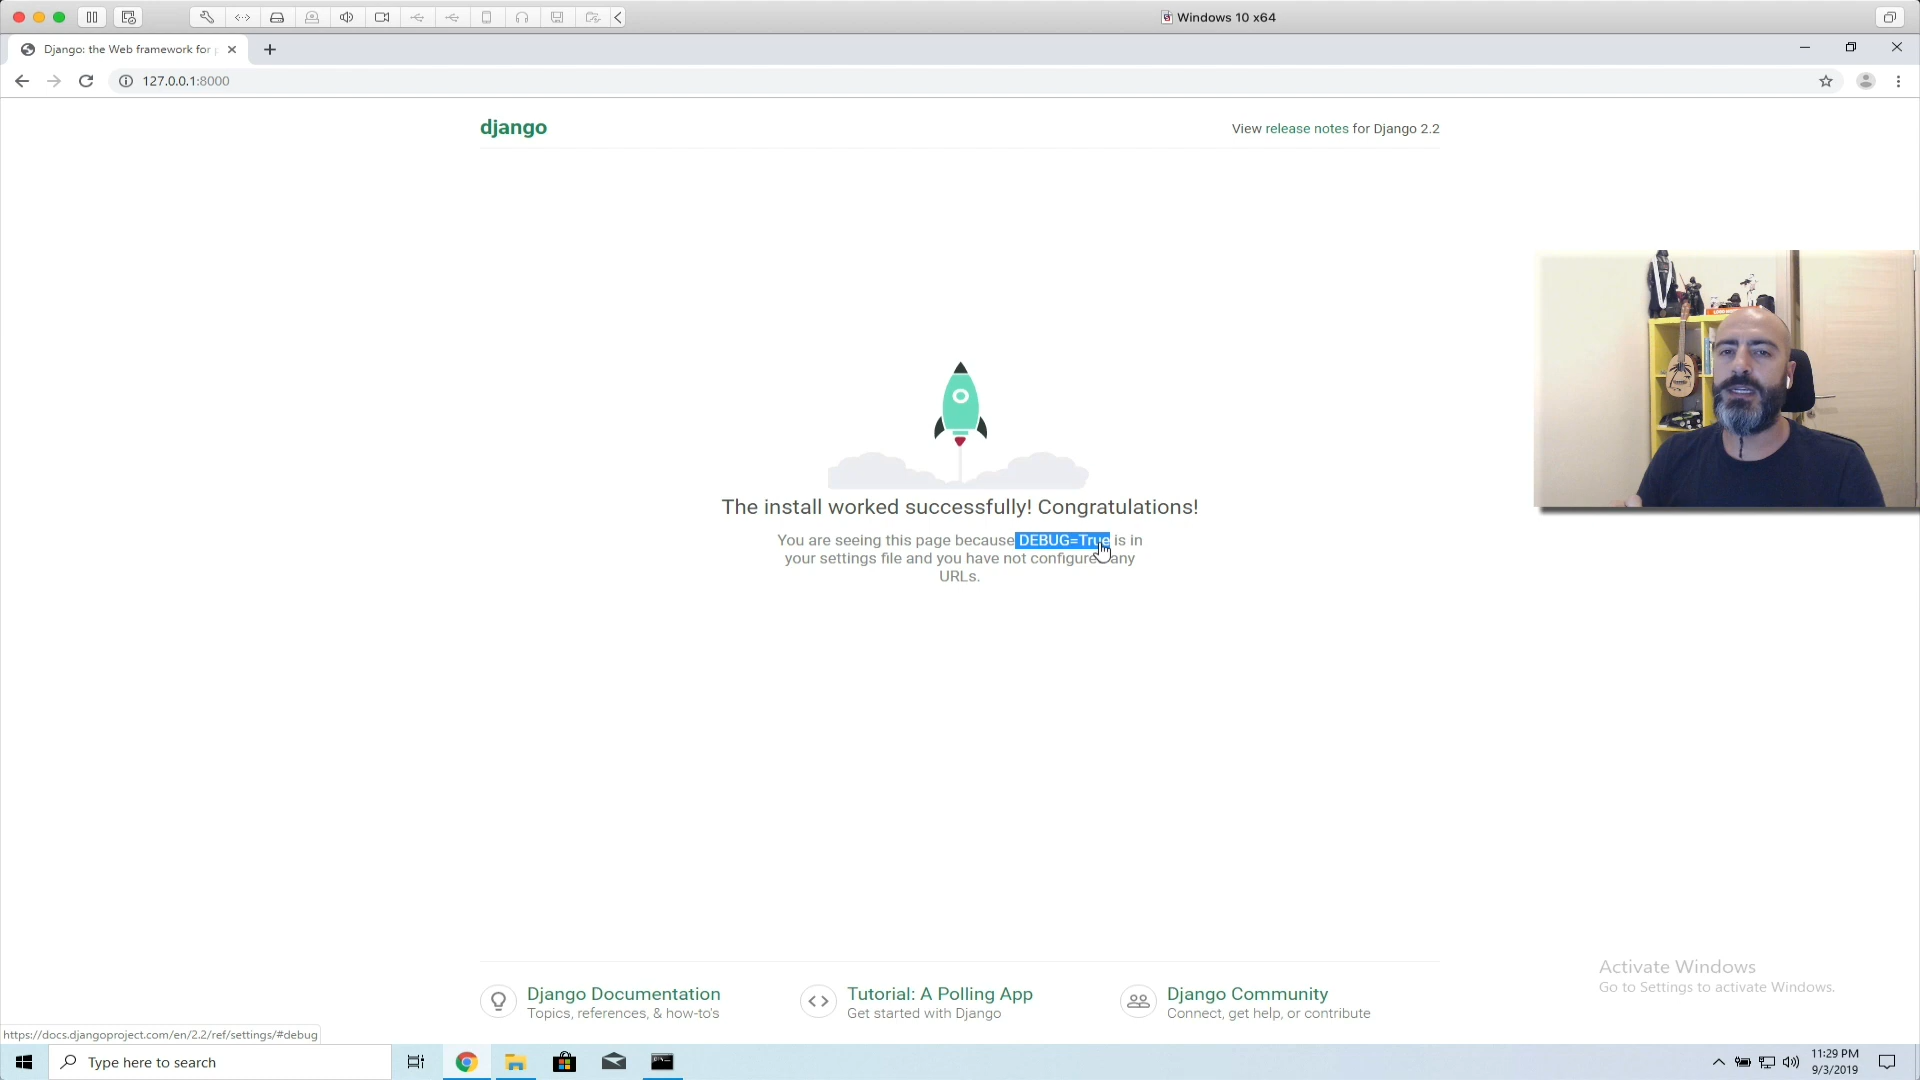 Windows 10 x64
Django: the Web framework for p
127.0.0.1:8000
django
View release notes for Django 2.2
The install worked successfully! Congratulations!
You are seeing this page because DEBUG=True is in
your settings file and you have not configure any
URLs.
Activate Windows
Go to Settings to activate Windows.
Django Documentation
Topics, references, & how-to's
Tutorial: A Polling App
Get started with Django
Django Community
Connect, get help, or contribute
https://docs.djangoproject.com/en/2.2/ref/settings/#debug
Type here to search
11:29 PM
9/3/2019